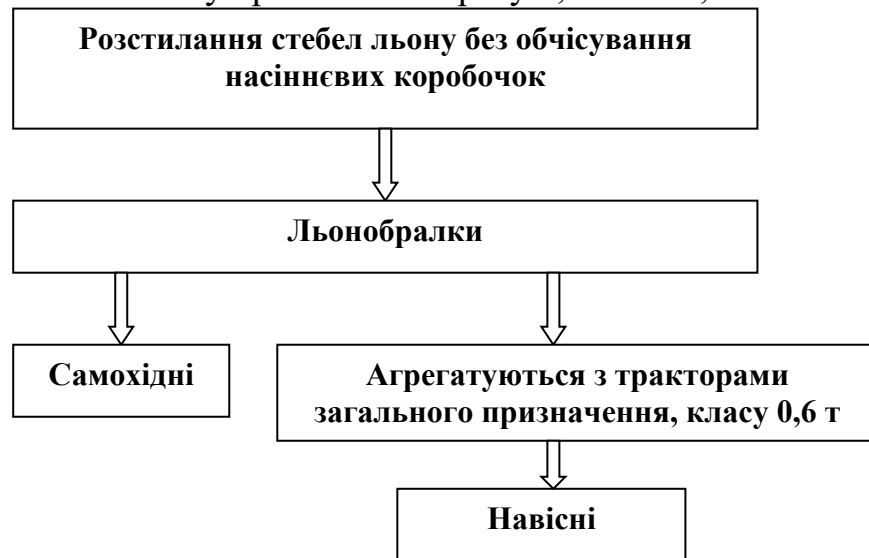 Розстилання стебел льону без обчісування
насіннєвих коробочок
Льонобралки
Самохідні
Агрегатуються з тракторами
загального призначення, класу 0,6 т
Навісні